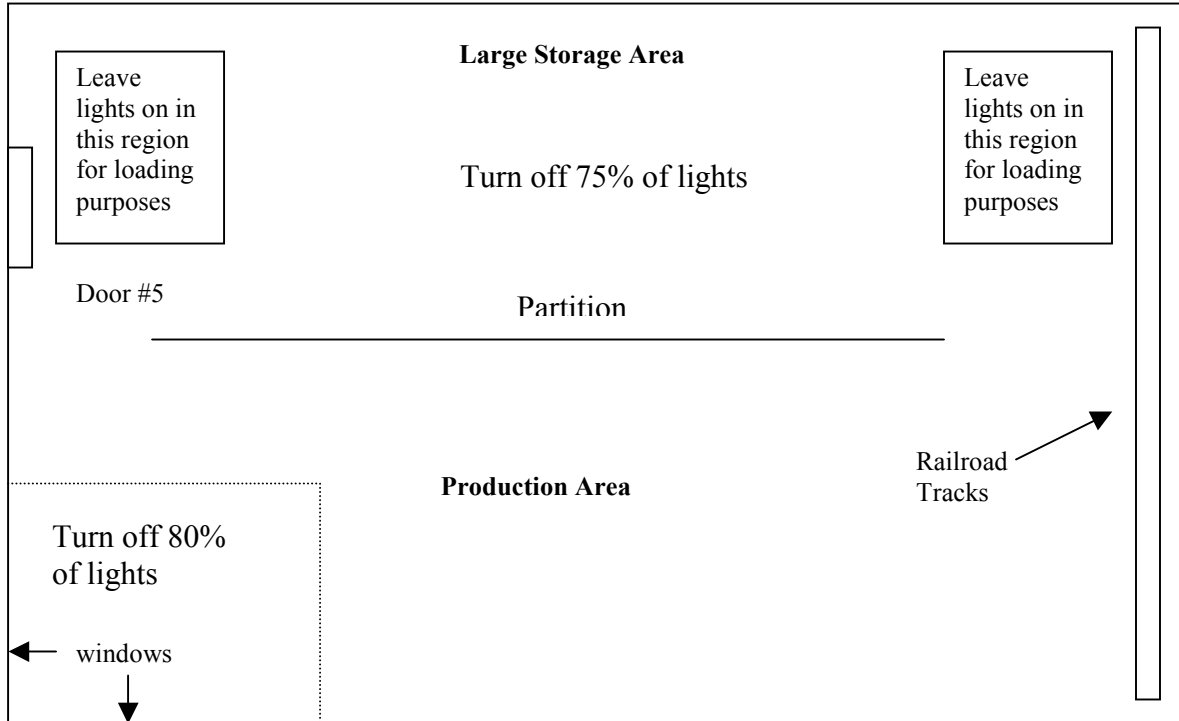 Large Storage Area
Leave
lights on in
this region
for loading
purposes
Leave
lights on in
this region
for loading
purposes
Turn off 75% of lights
Door #5
Partition
Railroad
Tracks
Production Area
Turn off 80%
of lights
windows